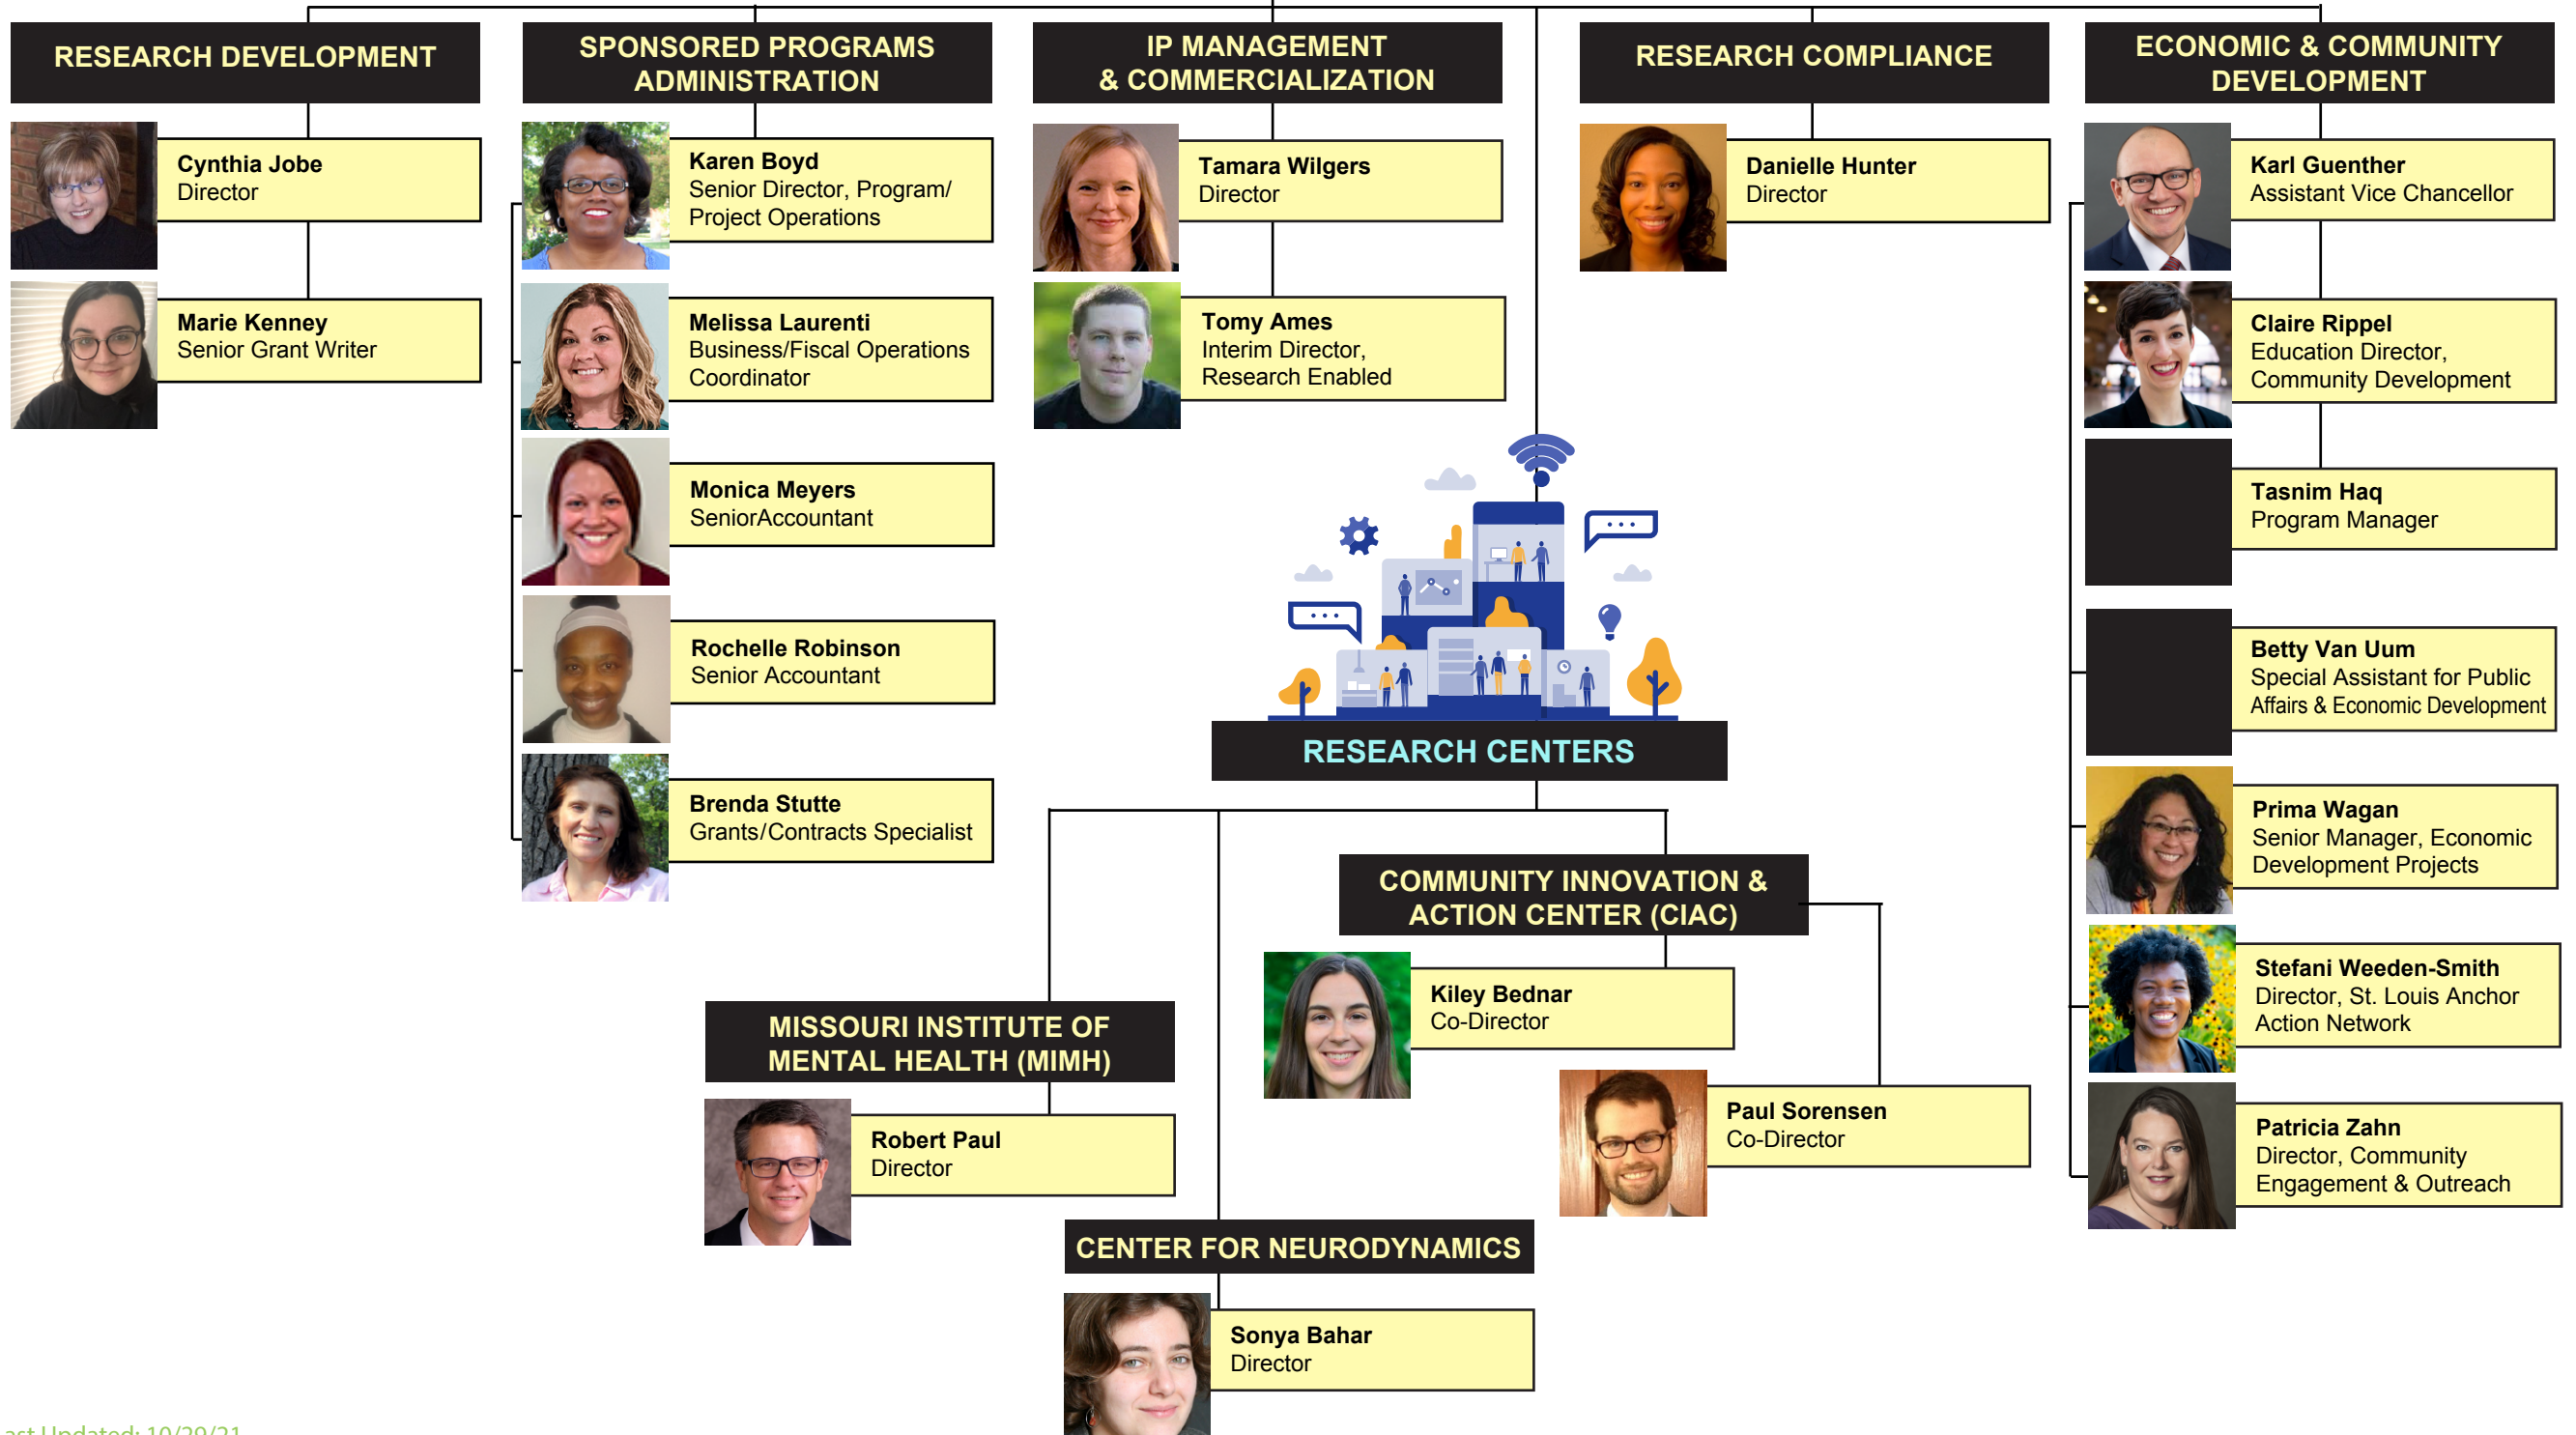 RESEARCH DEVELOPMENT
Cynthia Jobe
Director
Marie Kenney
Senior Grant Writer
SPONSORED PROGRAMS
ADMINISTRATION
Karen Boyd
Senior Director, Program/
Project Operations
Melissa Laurenti
Business/Fiscal Operations
Coordinator
Monica Meyers
SeniorAccountant
Rochelle Robinson
Senior Accountant
Brenda Stutte
Grants/Contracts Specialist
IP MANAGEMENT
& COMMERCIALIZATION
Tamara Wilgers
Director
Tomy Ames
Interim Director,
Research Enabled
RESEARCH COMPLIANCE
Danielle Hunter
Director
ECONOMIC & COMMUNITY
DEVELOPMENT
Karl Guenther
Assistant Vice Chancellor
Claire Rippel
Education Director,
Community Development
Tasnim Haq
Program Manager
Betty Van Uum
Special Assistant for Public
Affairs & Economic Development
Prima Wagan
Senior Manager, Economic
Development Projects
Stefani Weeden-Smith
Director, St. Louis Anchor
Action Network
Patricia Zahn
Director, Community
Engagement & Outreach
RESEARCH CENTERS
MISSOURI INSTITUTE OF
MENTAL HEALTH (MIMH)
Robert Paul
Director
CENTER FOR NEURODYNAMICS
Sonya Bahar
Director
COMMUNITY INNOVATION &
ACTION CENTER (CIAC)
Kiley Bednar
Co-Director
Paul Sorensen
Co-Director
ast Updated: 10/29/21